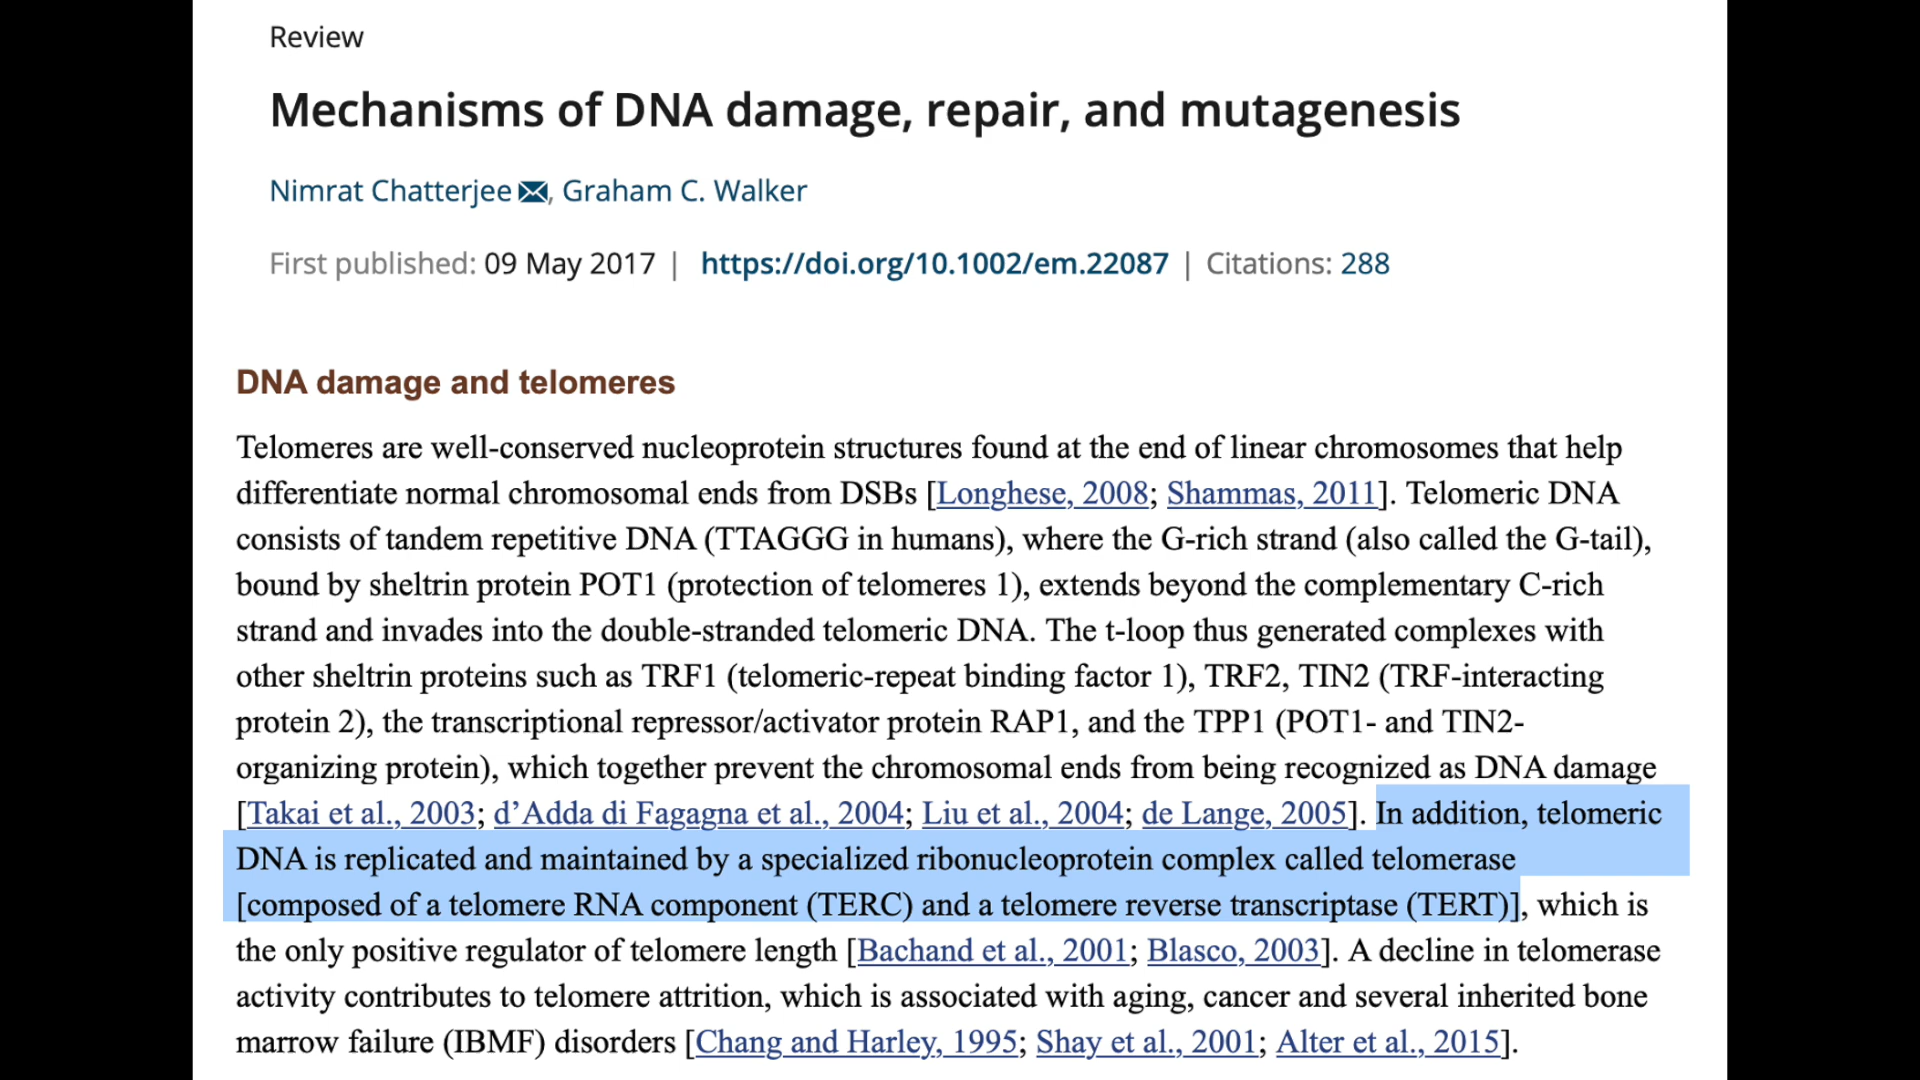 Review
Mechanisms of DNA damage, repair, and mutagenesis
Nimrat Chatterjee, Graham C. Walker
First published: 09 May 2017 | https://doi.org/10.1002/em.22087 | Citations: 288
DNA damage and telomeres
Telomeres are well-conserved nucleoprotein structures found at the end of linear chromosomes that help
differentiate normal chromosomal ends from DSBs [Longhese, 2008; Shammas, 2011]. Telomeric DNA
consists of tandem repetitive DNA (TTAGGG in humans), where the G-rich strand (also called the G-tail),
bound by sheltrin protein POT1 (protection of telomeres 1), extends beyond the complementary C-rich
strand and invades into the double-stranded telomeric DNA. The t-loop thus generated complexes with
other sheltrin proteins such as TRF1 (telomeric-repeat binding factor 1), TRF2, TIN2 (TRF-interacting
protein 2), the transcriptional repressor/activator protein RAP1, and the TPP1 (POT1- and TIN2-
organizing protein), which together prevent the chromosomal ends from being recognized as DNA damage
[Takai et al., 2003; d’Adda di Fagagna et al., 2004; Liu et al., 2004; de Lange, 2005]. In addition, telomeric
DNA is replicated and maintained by a specialized ribonucleoprotein complex called telomerase
[composed of a telomere RNA component (TERC) and a telomere reverse transcriptase (TERT)], which is
the only positive regulator of telomere length [Bachand et al., 2001; Blasco, 2003]. A decline in telomerase
activity contributes to telomere attrition, which is associated with aging, cancer and several inherited bone
marrow failure (IBMF) disorders [Chang and Harley, 1995; Shay et al., 2001; Alter et al., 2015].